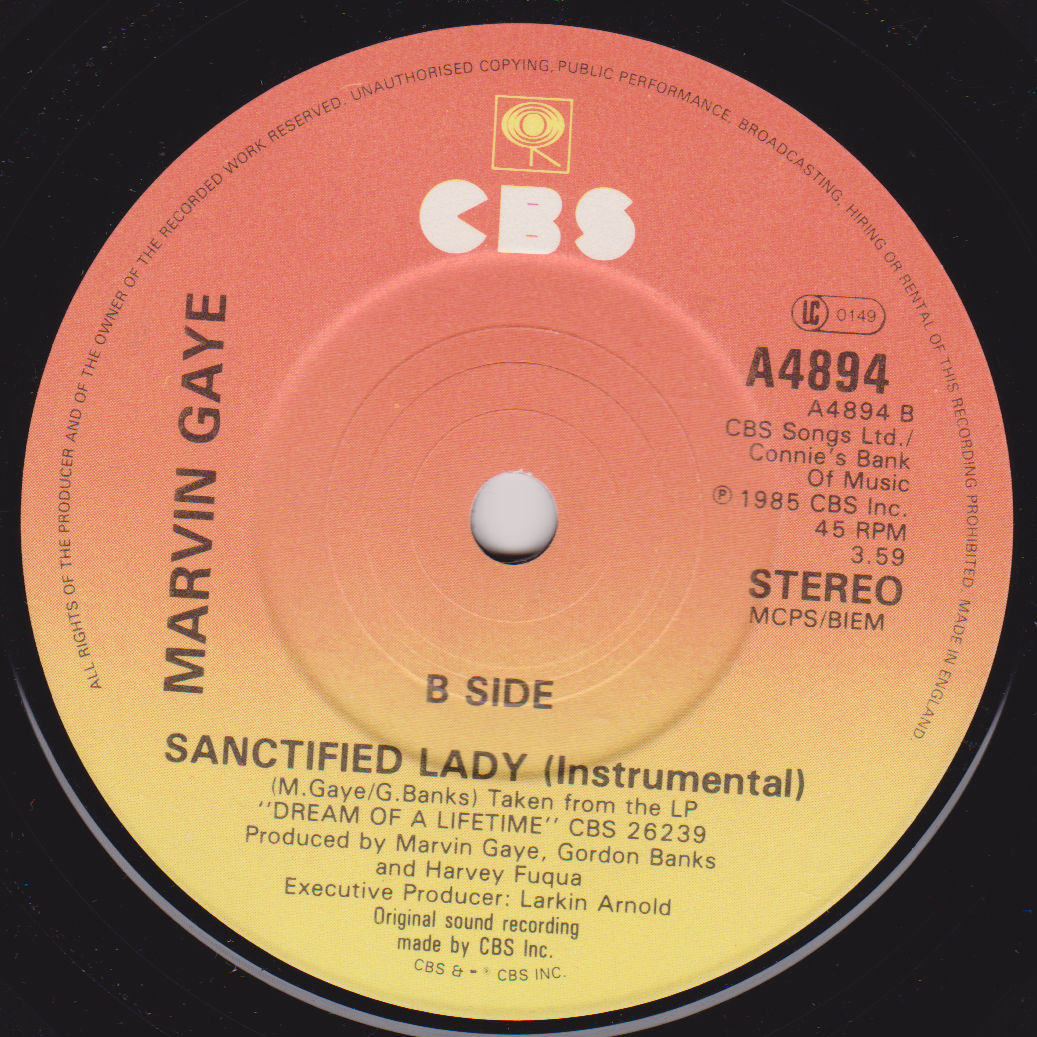 ALL RIGHTS OF THE PRODUCER AND OF THE OWNER OF THE RECORDED WORK RESERVED. UNAUTHORISED COPYING, PUBLIC PERFORMANCE, BROADCASTING, HIRING OR RENTAL OF THIS RECORDING PROHIBITED MADE IN ENGLAND.
CBS
MARVIN GAYE
LC 0149
A4894
A4894 B
CBS Songs Ltd./
Connie's Bank
Of Music
℗ 1985 CBS Inc.
45 RPM
3.59
STEREO
MCPS/BIEM
B SIDE
SANCTIFIED LADY (Instrumental)
(M.Gaye/G.Banks) Taken from the LP
''DREAM OF A LIFETIME'' CBS 26239
Produced by Marvin Gaye, Gordon Banks
and Harvey Fuqua
Executive Producer: Larkin Arnold
Original sound recording
made by CBS Inc.
CBS & CBS INC.